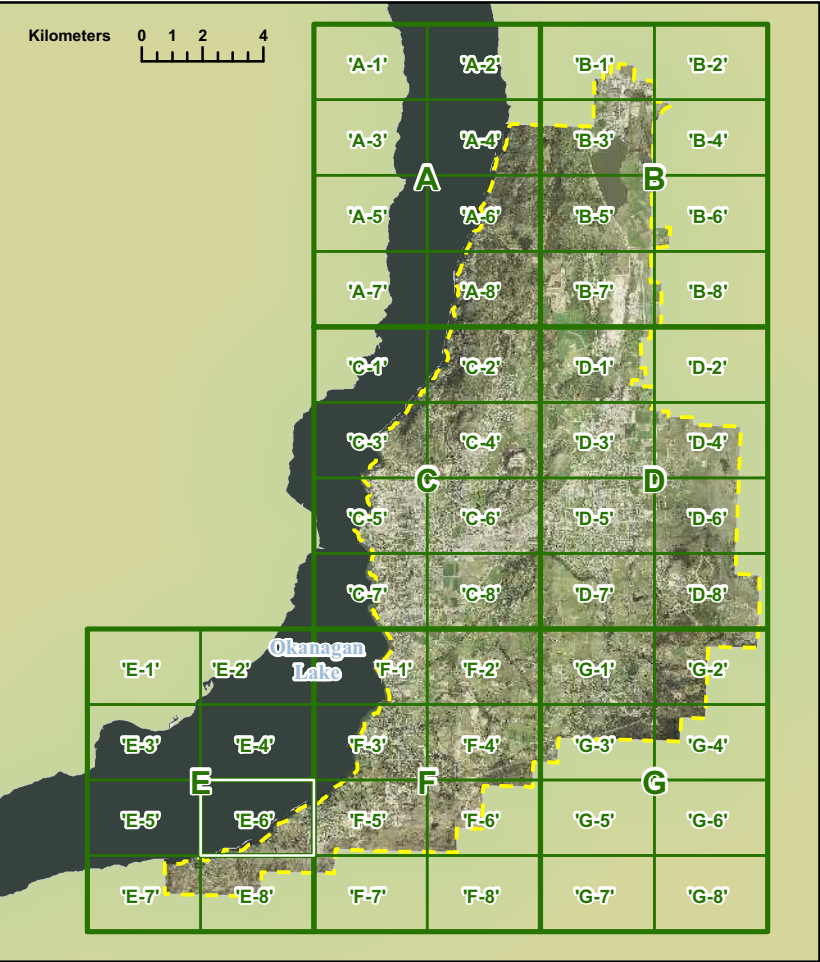 Kilometers 0 1 2 4
'A-1' 'A-2' 'B-1' 'B-2'
'A-3' 'A-4' 'B-3' 'B-4'
A B
'A-5' 'A-6' 'B-5' 'B-6'
'A-7' 'A-8' 'B-7' 'B-8'
'C-1' 'C-2' 'D-1' 'D-2'
'C-3' 'C-4' 'D-3' 'D-4'
C D
'C-5' 'C-6' 'D-5' 'D-6'
'C-7' 'C-8' 'D-7' 'D-8'
Okanagan
Lake
'E-1' 'E-2' 'F-1' 'F-2' 'G-1' 'G-2'
'E-3' 'E-4' 'F-3' 'F-4' 'G-3' 'G-4'
E F G
'E-5' 'E-6' 'F-5' 'F-6' 'G-5' 'G-6'
'E-7' 'E-8' 'F-7' 'F-8' 'G-7' 'G-8'